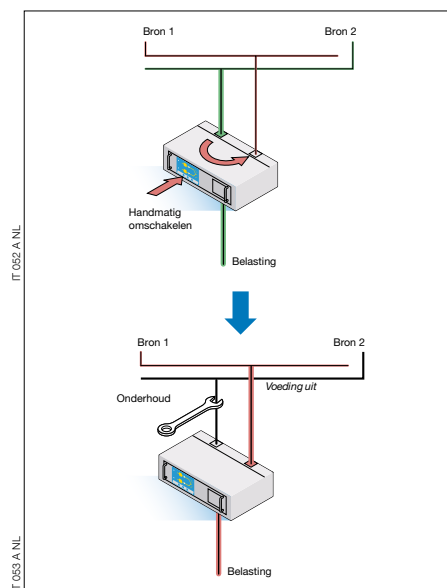 Bron 1 Bron 2
Handmatig
omschakelen
Belasting
IT 052 A NL
Bron 1 Bron 2
Voeding uit
Onderhoud
Belasting
IT 053 A NL